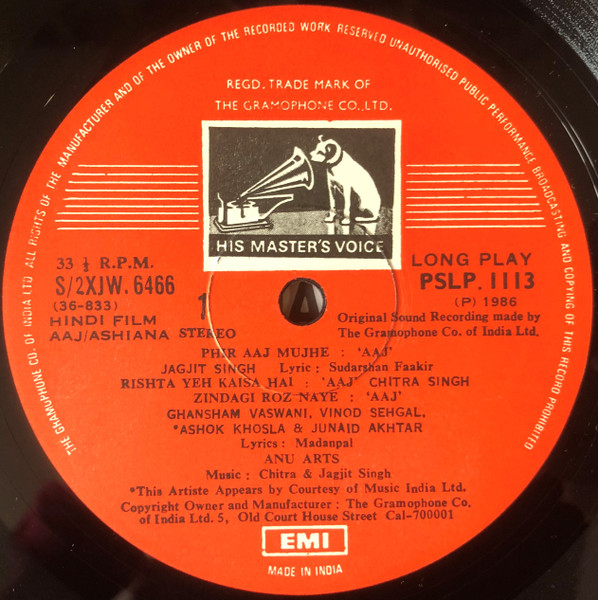 ALL RIGHTS OF THE MANUFACTURER AND OF THE OWNER OF THE RECORDED WORK RESERVED UNAUTHORISED PUBLIC PERFORMANCE BROADCASTING AND COPYING OF THIS RECORD PROHIBITED
THE GRAMOPHONE CO. OF INDIA LTD
REGD. TRADE MARK OF
THE GRAMOPHONE CO., LTD.
HIS MASTER'S VOICE
33 ⅓ R.P.M.
S/2XJW. 6466
(36-833)
HINDI FILM
AAJ/ASHIANA
1
STEREO
A
LONG PLAY
PSLP. 1113
(P) 1986
Original Sound Recording made by
The Gramophone Co. of India Ltd.
PHIR AAJ MUJHE : 'AAJ'
JAGJIT SINGH Lyric : Sudarshan Faakir
RISHTA YEH KAISA HAI : 'AAJ' CHITRA SINGH
ZINDAGI ROZ NAYE : 'AAJ'
GHANSHAM VASWANI, VINOD SEHGAL,
*ASHOK KHOSLA & JUNAID AKHTAR
Lyrics : Madanpal
ANU ARTS
Music : Chitra & Jagjit Singh
*This Artiste Appears by Courtesy of Music India Ltd.
Copyright Owner and Manufacturer : The Gramophone Co.
of India Ltd. 5, Old Court House Street Cal-700001
EMI
MADE IN INDIA